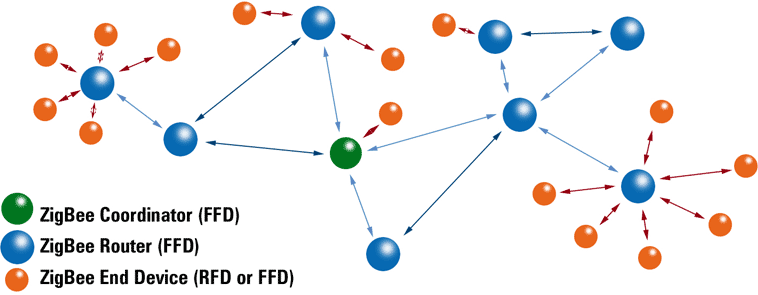 ZigBee Coordinator (FFD)
ZigBee Router (FFD)
ZigBee End Device (RFD or FFD)